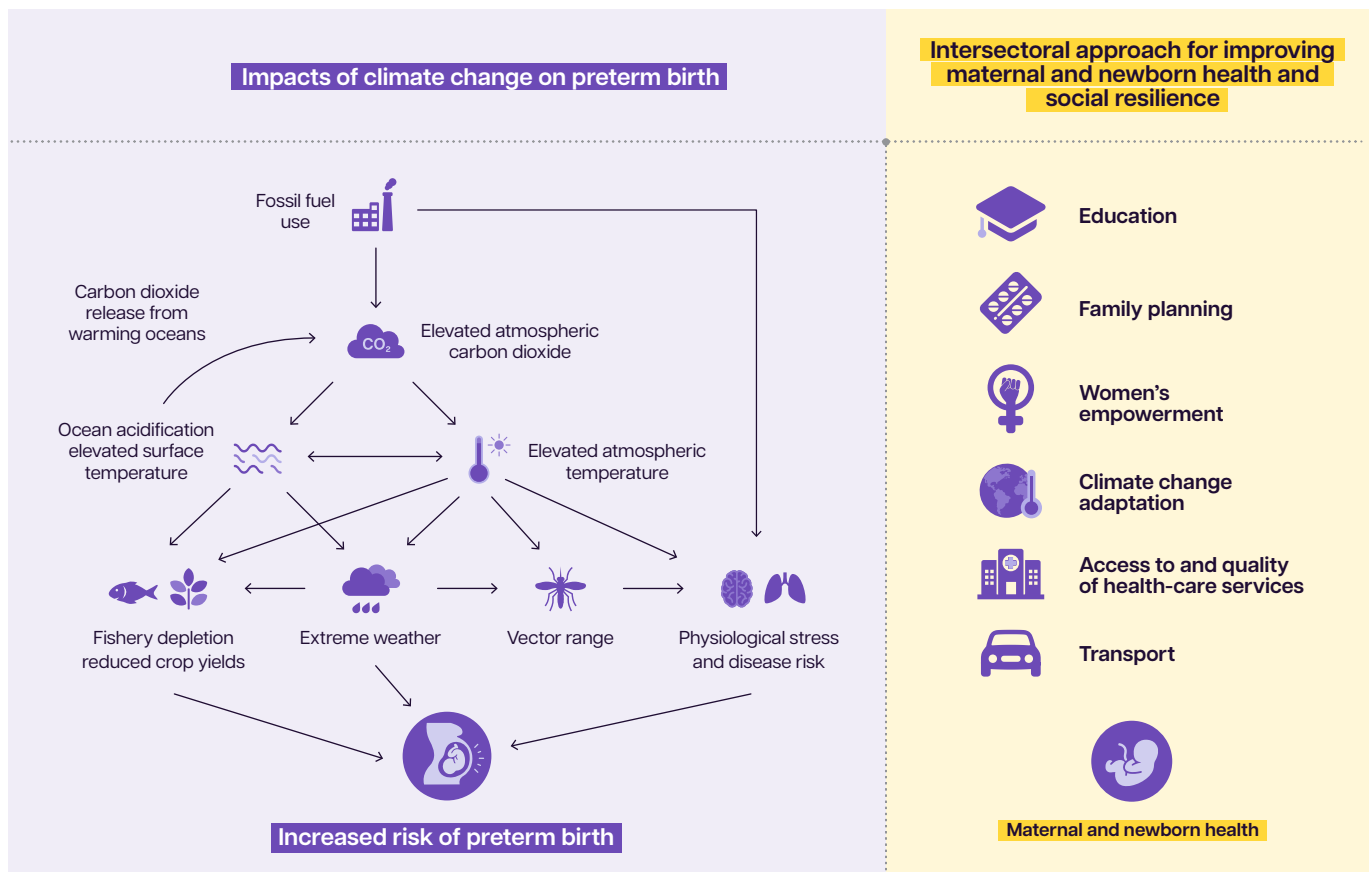 Impacts of climate change on preterm birth
Intersectoral approach for improving
maternal and newborn health and
social resilience
Fossil fuel
use
Carbon dioxide
release from
warming oceans
CO₂
Elevated atmospheric
carbon dioxide
Ocean acidification
elevated surface
temperature
Elevated atmospheric
temperature
Fishery depletion
reduced crop yields
Extreme weather
Vector range
Physiological stress
and disease risk
Increased risk of preterm birth
Education
Family planning
Women’s
empowerment
Climate change
adaptation
Access to and quality
of health-care services
Transport
Maternal and newborn health